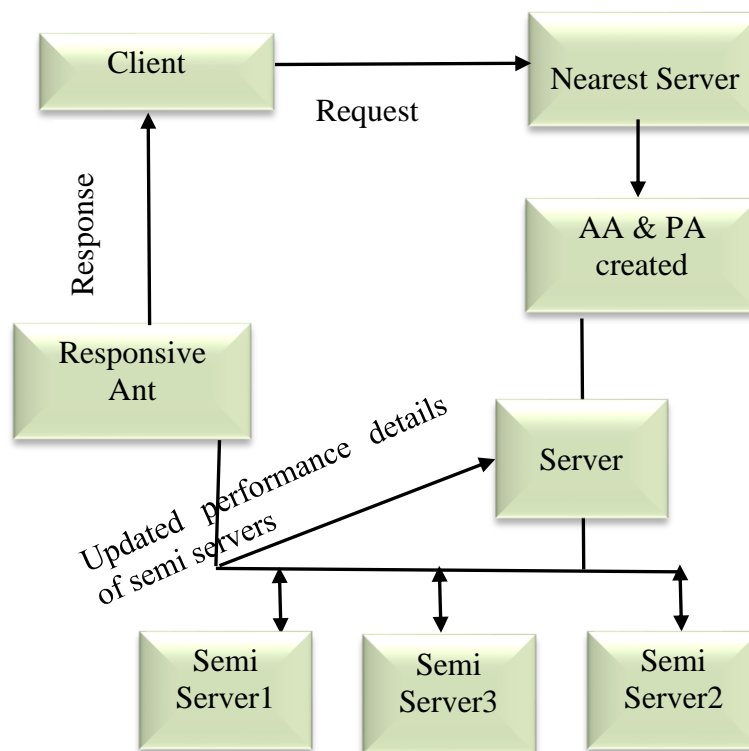 Client
Nearest Server
Request
AA & PA
created
Response
Responsive
Ant
Updated performance details
of semi servers
Server
Semi
Server1
Semi
Server3
Semi
Server2